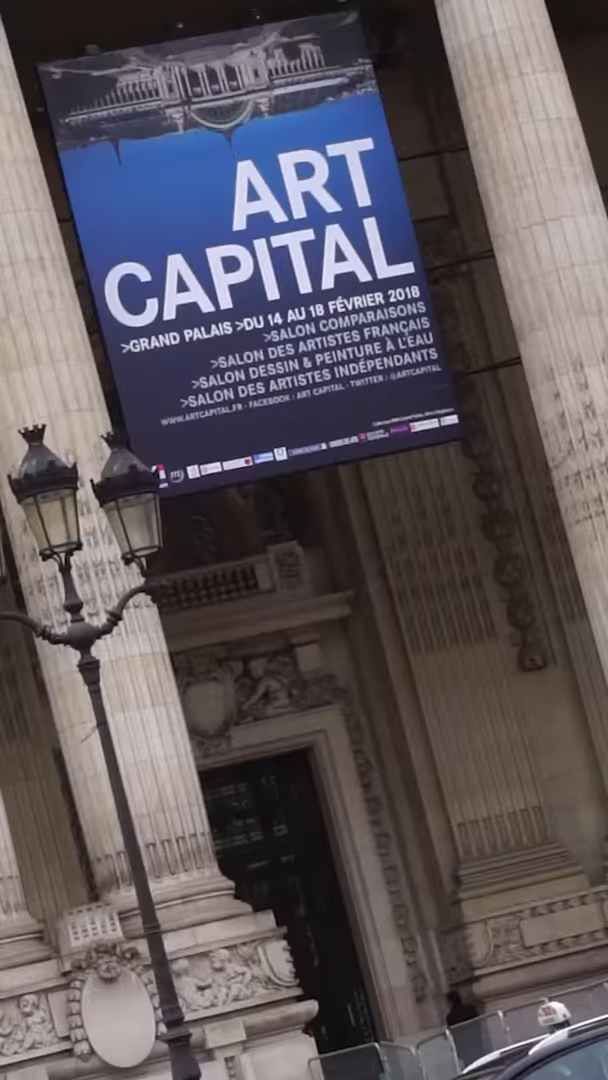 ART
CAPITAL
>GRAND PALAIS >DU 14 AU 18 FÉVRIER 2018
>SALON COMPARAISONS
>SALON DES ARTISTES FRANÇAIS
>SALON DESSIN & PEINTURE À L'EAU
>SALON DES ARTISTES INDÉPENDANTS
WWW.ARTCAPITAL.FR - FACEBOOK : ART CAPITAL - TWITTER : @ARTCAPITAL